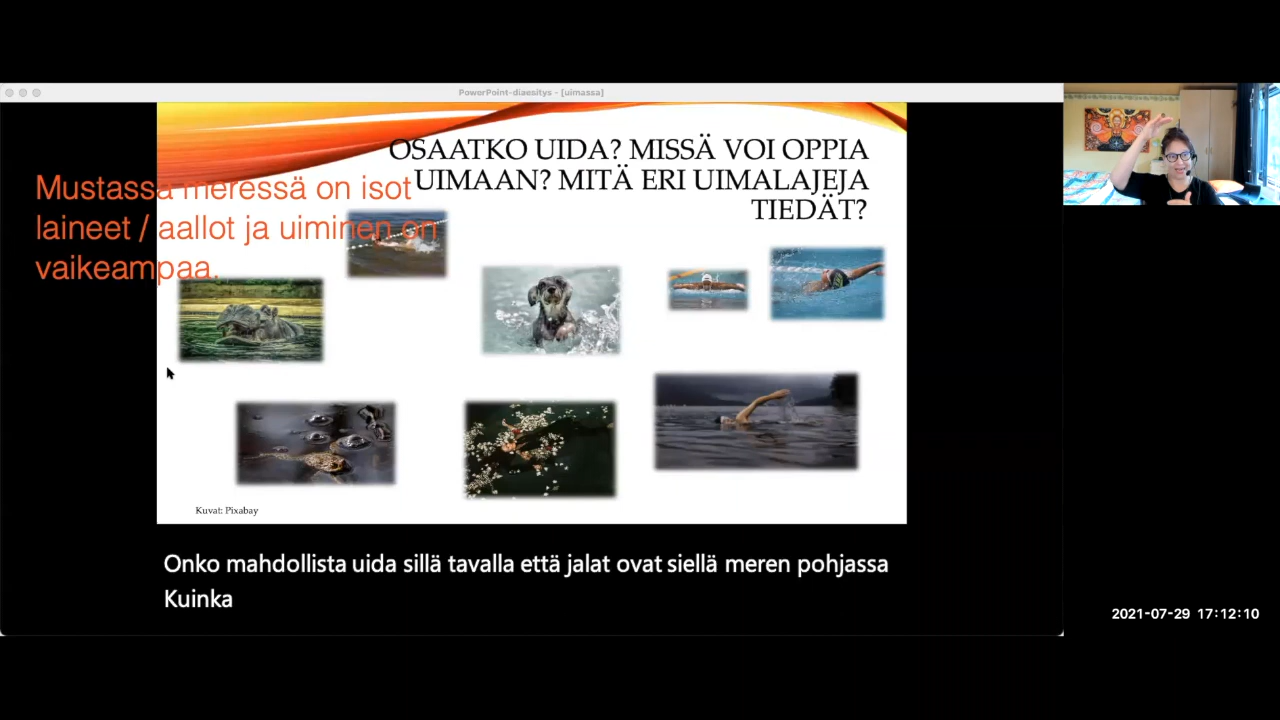 PowerPoint-diaesitys - [uimassa]
OSAATKO UIDA? MISSÄ VOI OPPIA
UIMAAN? MITÄ ERI UIMALAJEJA
TIEDÄT?
Mustassa meressä on isot
laineet / aallot ja uiminen on
vaikeampaa.
Kuvat: Pixabay
Onko mahdollista uida sillä tavalla että jalat ovat siellä meren pohjassa
Kuinka
2021-07-29 17:12:10